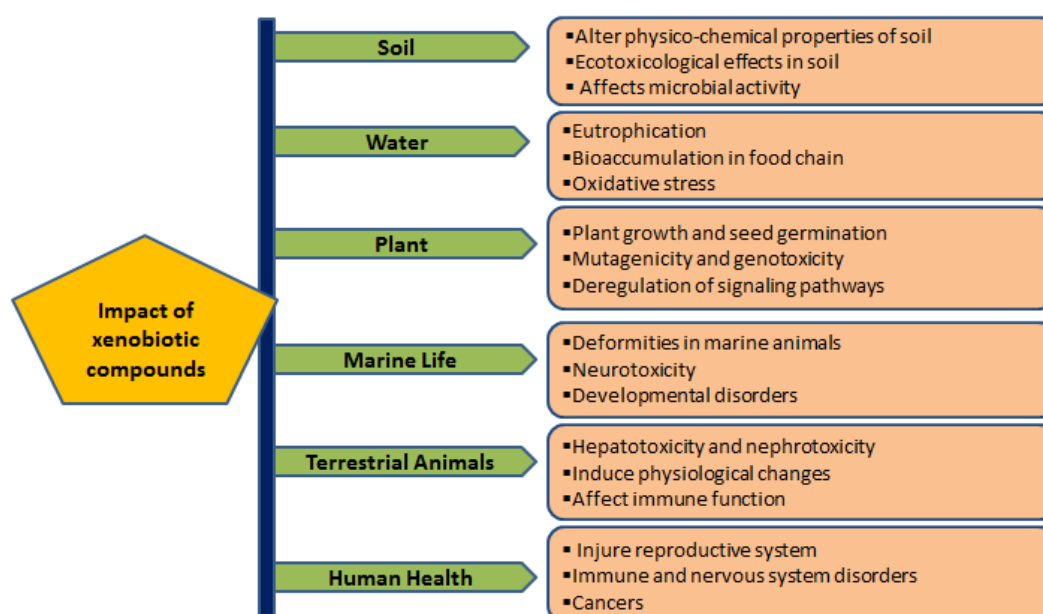 Impact of
xenobiotic
compounds
Soil
▪Alter physico-chemical properties of soil
▪Ecotoxicological effects in soil
▪ Affects microbial activity
Water
▪Eutrophication
▪Bioaccumulation in food chain
▪Oxidative stress
Plant
▪Plant growth and seed germination
▪Mutagenicity and genotoxicity
▪Deregulation of signaling pathways
Marine Life
▪Deformities in marine animals
▪Neurotoxicity
▪Developmental disorders
Terrestrial Animals
▪Hepatotoxicity and nephrotoxicity
▪Induce physiological changes
▪Affect immune function
Human Health
▪ Injure reproductive system
▪Immune and nervous system disorders
▪Cancers